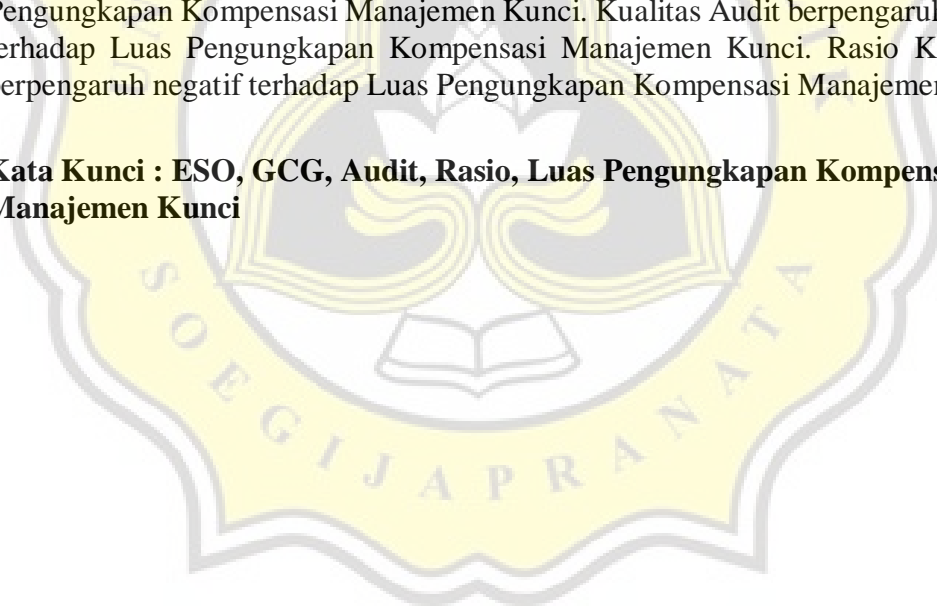 Pengungkapan Kompensasi Manajemen Kunci. Kualitas Audit berpengaruh
terhadap Luas Pengungkapan Kompensasi Manajemen Kunci. Rasio
berpengaruh negatif terhadap Luas Pengungkapan Kompensasi Manajemen
Kata Kunci : ESO, GCG, Audit, Rasio, Luas Pengungkapan
Manajemen Kunci
SOEGIJAPRANATA